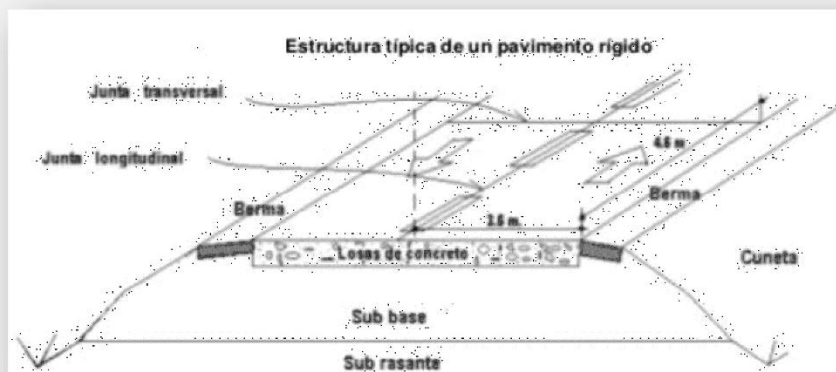 Estructura típica de un pavimento rígido
Junta transversal
Junta longitudinal
4.6 m
Berma
Berma
3.6 m.
Losas de concreto
Cuneta
Sub base
Sub rasante